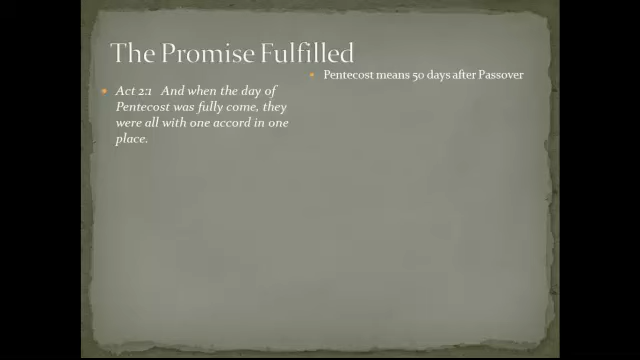 The Promise Fulfilled
Act 2:1 And when the day of
Pentecost was fully come, they
were all with one accord in one
place.
Pentecost means 50 days after Passover